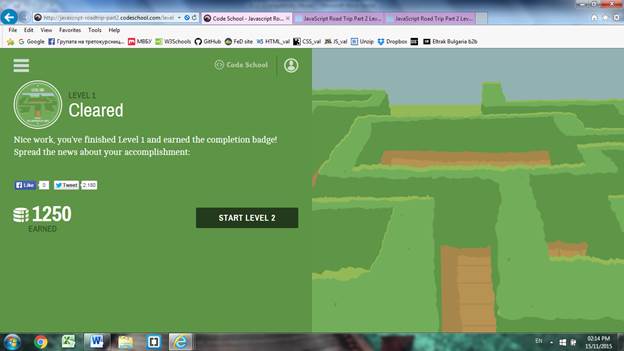 http://javascript-roadtrip-part2.codeschool.com/level
Code School - Javascript Ro...
JavaScript Road Trip Part 2 Lev...
JavaScript Road Trip Part 2 Lev...
File Edit View Favorites Tools Help
Google
Групата на третокурсниц...
МВБУ
W3Schools
GitHub
FeD site
HTML_val
CSS_val
JS_val
Unzip
Dropbox
Eltrak Bulgaria b2b
Code School
LEVEL 1
Cleared
Nice work, you've finished Level 1 and earned the completion badge!
Spread the news about your accomplishment:
Like 0 Tweet 2,180
1250
EARNED
START LEVEL 2
EN
02:14 PM
15/11/2015